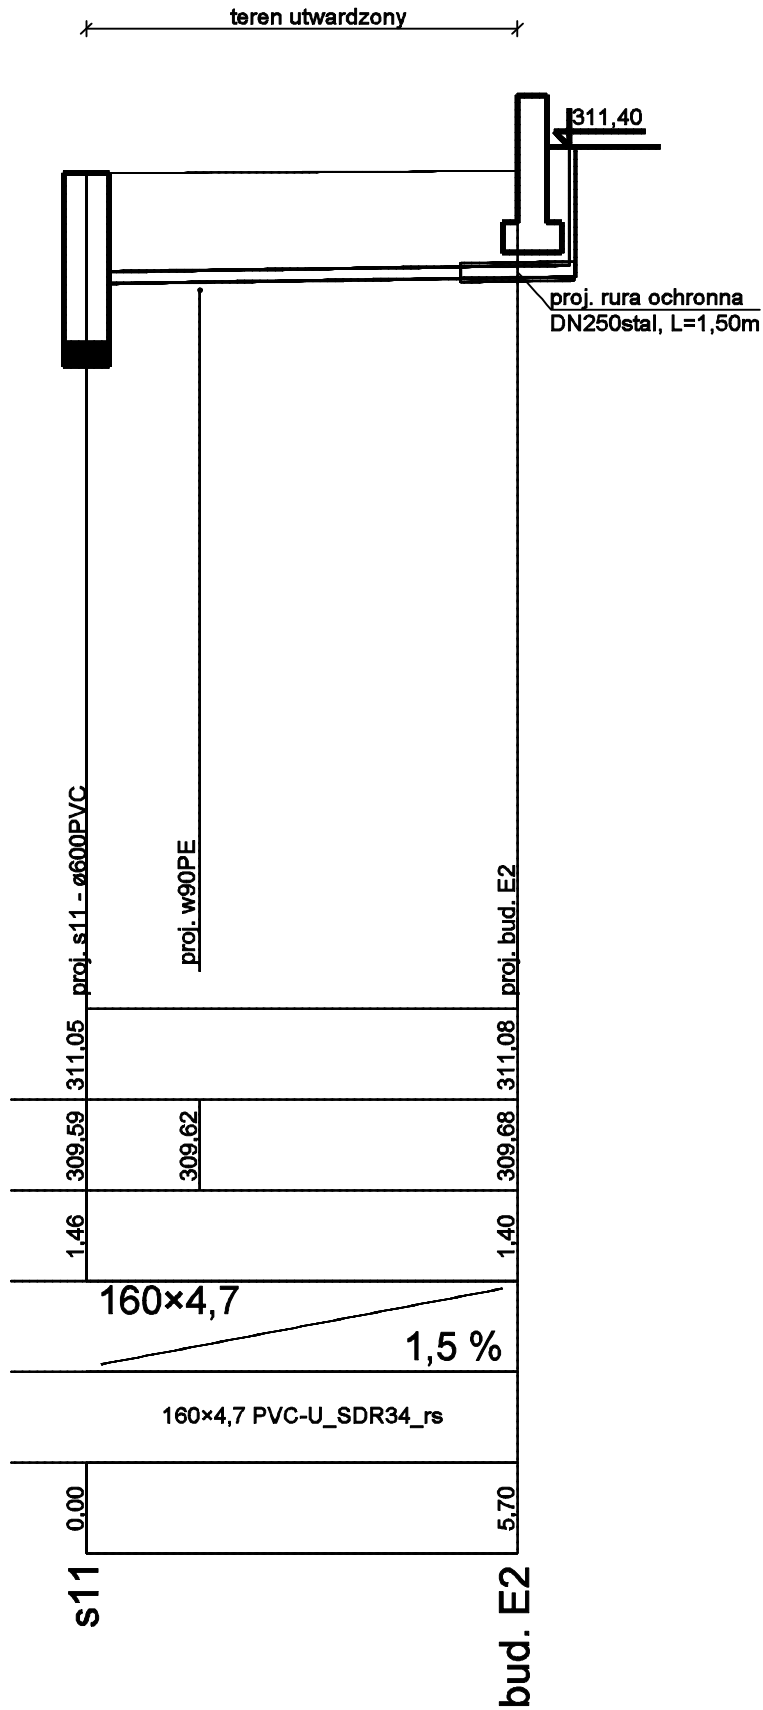 teren utwardzony
311,40
proj. rura ochronna
DN250stal, L=1,50m
proj. s11 - ø600PVC
proj. w90PE
proj. bud. E2
311,05
311,08
309,59
309,62
309,68
1,46
1,40
160×4,7
1,5 %
160×4,7 PVC-U_SDR34_rs
0,00
5,70
s11
bud. E2